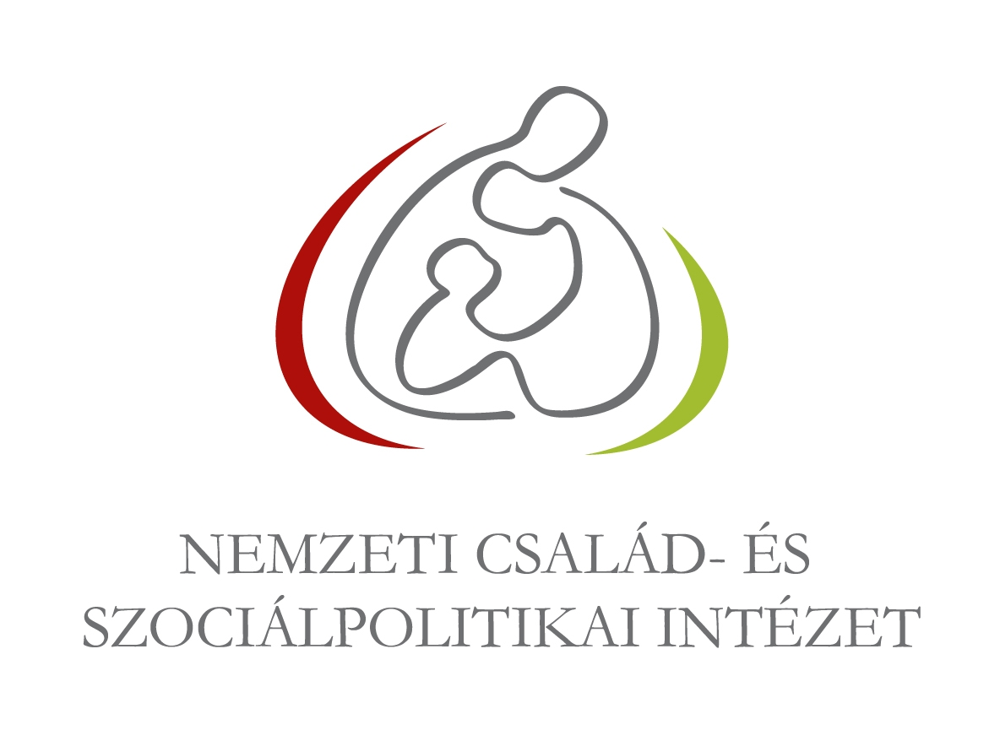 NEMZETI CSALÁD- ÉS
SZOCIÁLPOLITIKAI INTÉZET